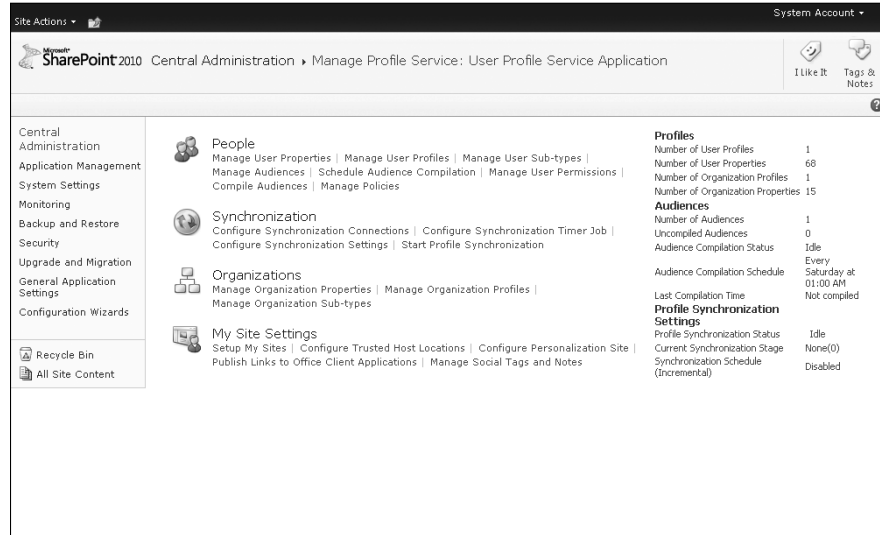 System Account
Site Actions
Microsoft
SharePoint 2010 Central Administration Manage Profile Service: User Profile Service Application
I Like It
Tags &
Notes
Central
Administration
Application Management
System Settings
Monitoring
Backup and Restore
Security
Upgrade and Migration
General Application
Settings
Configuration Wizards
Recycle Bin
All Site Content
People
Manage User Properties | Manage User Profiles | Manage User Sub-types |
Manage Audiences | Schedule Audience Compilation | Manage User Permissions |
Compile Audiences | Manage Policies
Synchronization
Configure Synchronization Connections | Configure Synchronization Timer Job |
Configure Synchronization Settings | Start Profile Synchronization
Organizations
Manage Organization Properties | Manage Organization Profiles |
Manage Organization Sub-types
My Site Settings
Setup My Sites | Configure Trusted Host Locations | Configure Personalization Site |
Publish Links to Office Client Applications | Manage Social Tags and Notes
Profiles
Number of User Profiles 1
Number of User Properties 68
Number of Organization Profiles 1
Number of Organization Properties 15
Audiences
Number of Audiences 1
Uncompiled Audiences 0
Audience Compilation Status Idle
Audience Compilation Schedule Every
Saturday at
01:00 AM
Last Compilation Time Not compiled
Profile Synchronization
Settings
Profile Synchronization Status Idle
Current Synchronization Stage None(0)
Synchronization Schedule
(Incremental) Disabled